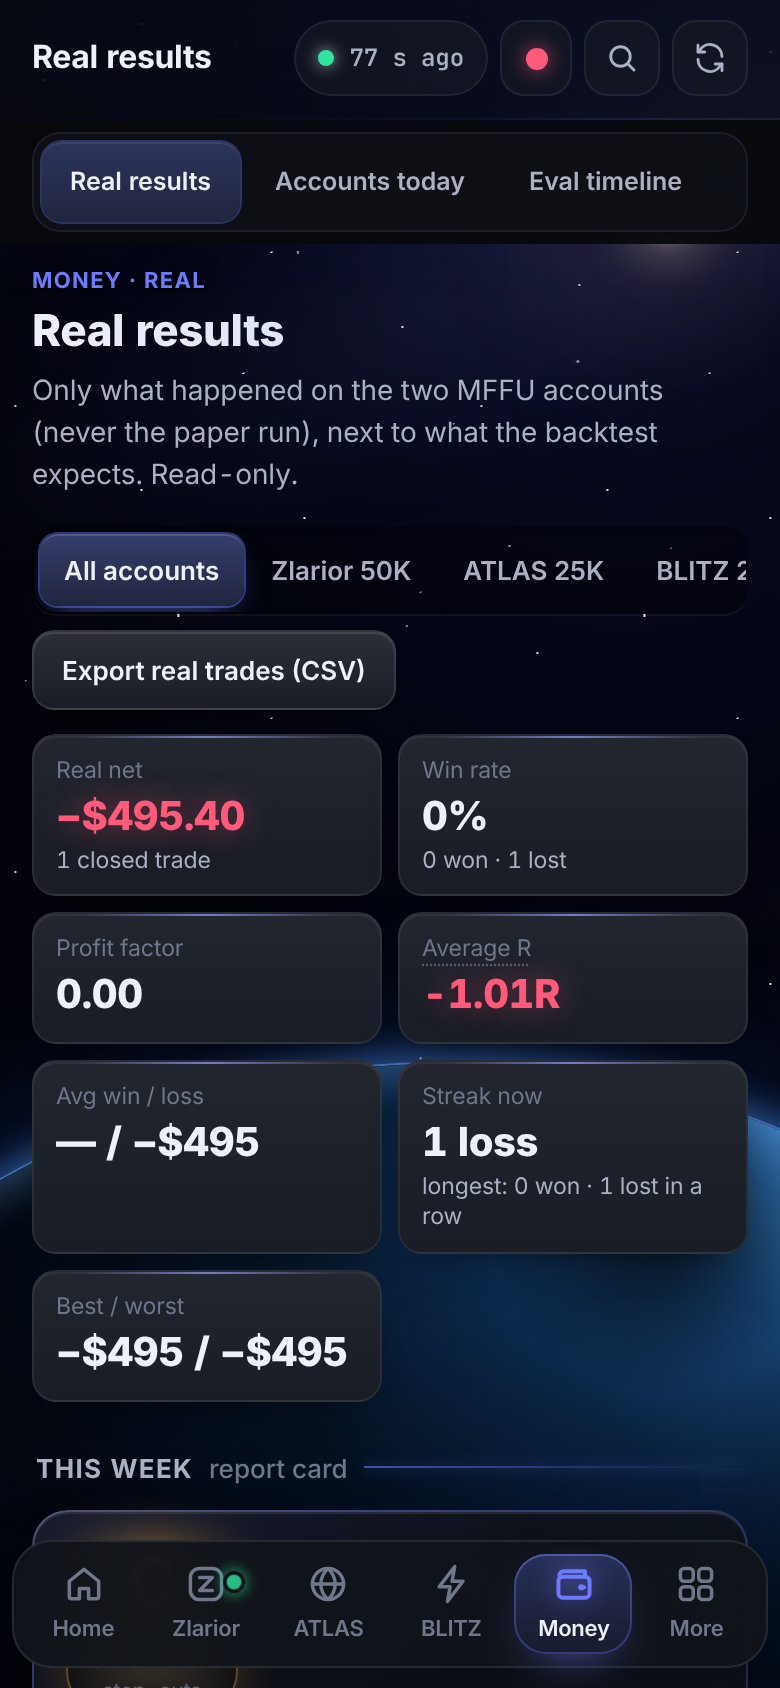 Real results
77 s ago
Real results
Accounts today
Eval timeline
MONEY · REAL
Real results
Only what happened on the two MFFU accounts
(never the paper run), next to what the backtest
expects. Read-only.
All accounts
Zlarior 50K
ATLAS 25K
BLITZ 2
Export real trades (CSV)
Real net
−$495.40
1 closed trade
Win rate
0%
0 won · 1 lost
Profit factor
0.00
Average R
-1.01R
Avg win / loss
— / −$495
Streak now
1 loss
longest: 0 won · 1 lost in a
row
Best / worst
−$495 / −$495
THIS WEEK report card
Home
Zlarior
ATLAS
BLITZ
Money
More